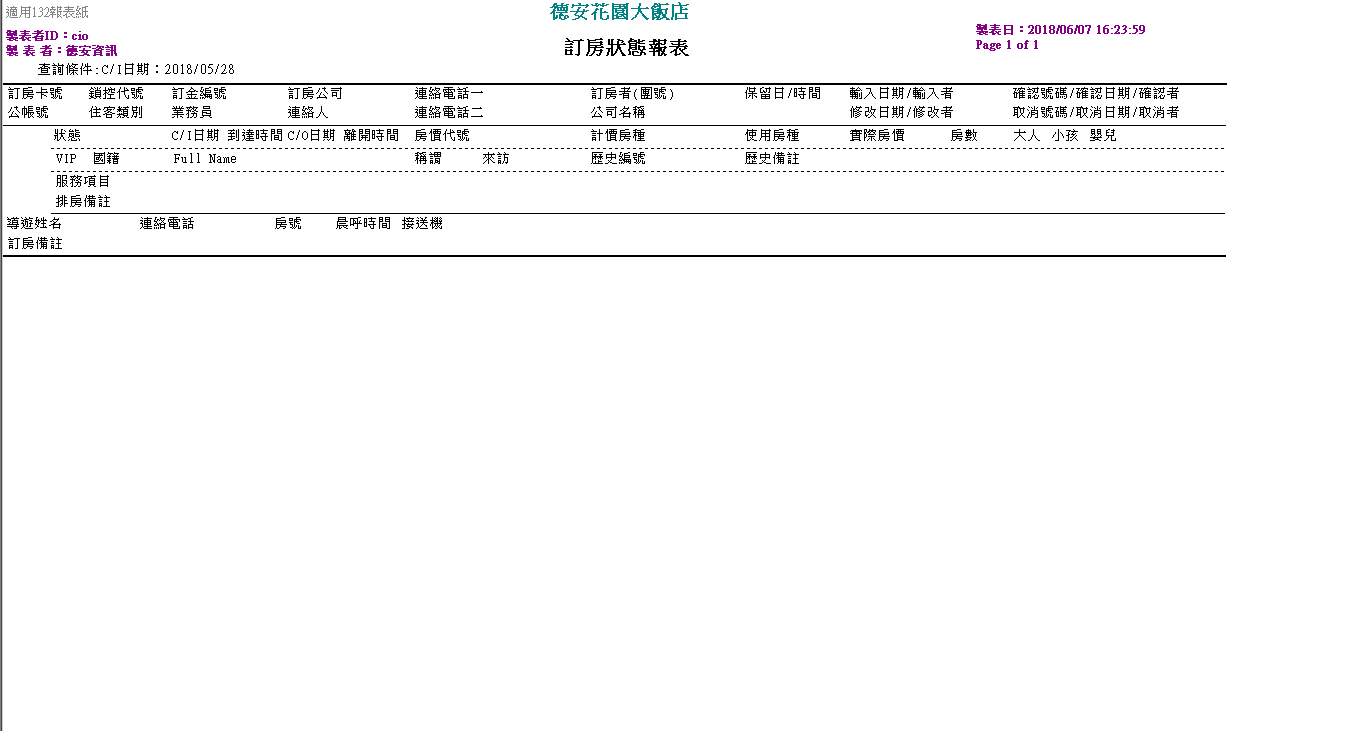 適用132報表紙
德安花園大飯店
製表者ID：cio
製表日：2018/06/07 16:23:59
製 表 者：德安資訊
訂房狀態報表
Page 1 of 1
查詢條件:C/I日期：2018/05/28
訂房卡號 鎖控代號 訂金編號 訂房公司 連絡電話一 訂房者(團號) 保留日/時間 輸入日期/輸入者 確認號碼/確認日期/確認者
公帳號 住客類別 業務員 連絡人 連絡電話二 公司名稱 修改日期/修改者 取消號碼/取消日期/取消者
狀態 C/I日期 到達時間 C/O日期 離開時間 房價代號 計價房種 使用房種 實際房價 房數 大人 小孩 嬰兒
VIP 國籍 Full Name 稱謂 來訪 歷史編號 歷史備註
服務項目
排房備註
導遊姓名 連絡電話 房號 晨呼時間 接送機
訂房備註